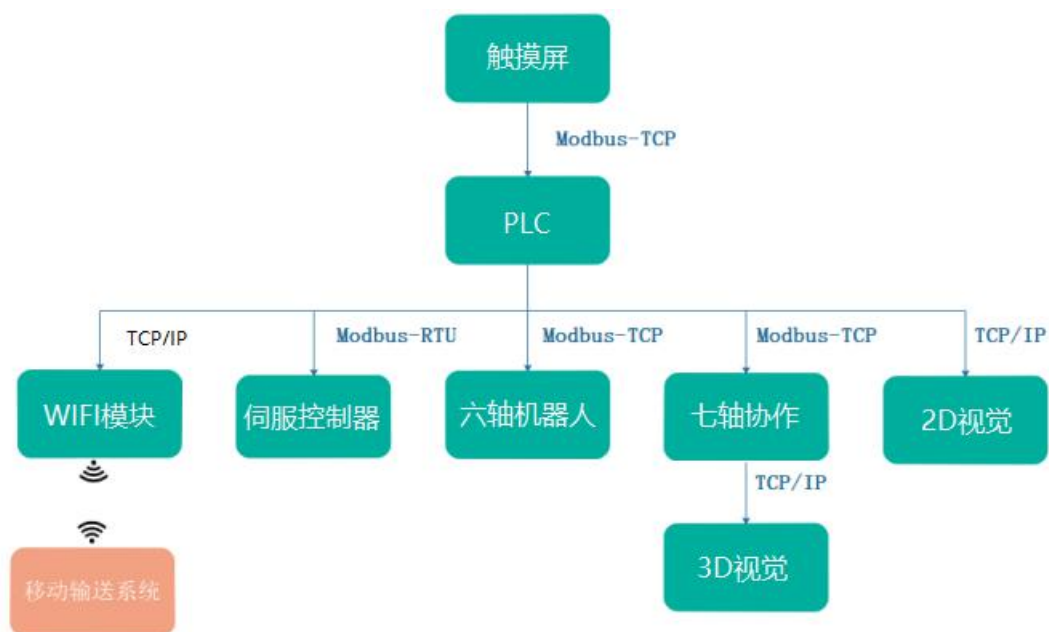 触摸屏
Modbus-TCP
PLC
TCP/IP
Modbus-RTU
Modbus-TCP
Modbus-TCP
TCP/IP
WIFI模块
伺服控制器
六轴机器人
七轴协作
2D视觉
TCP/IP
移动输送系统
3D视觉